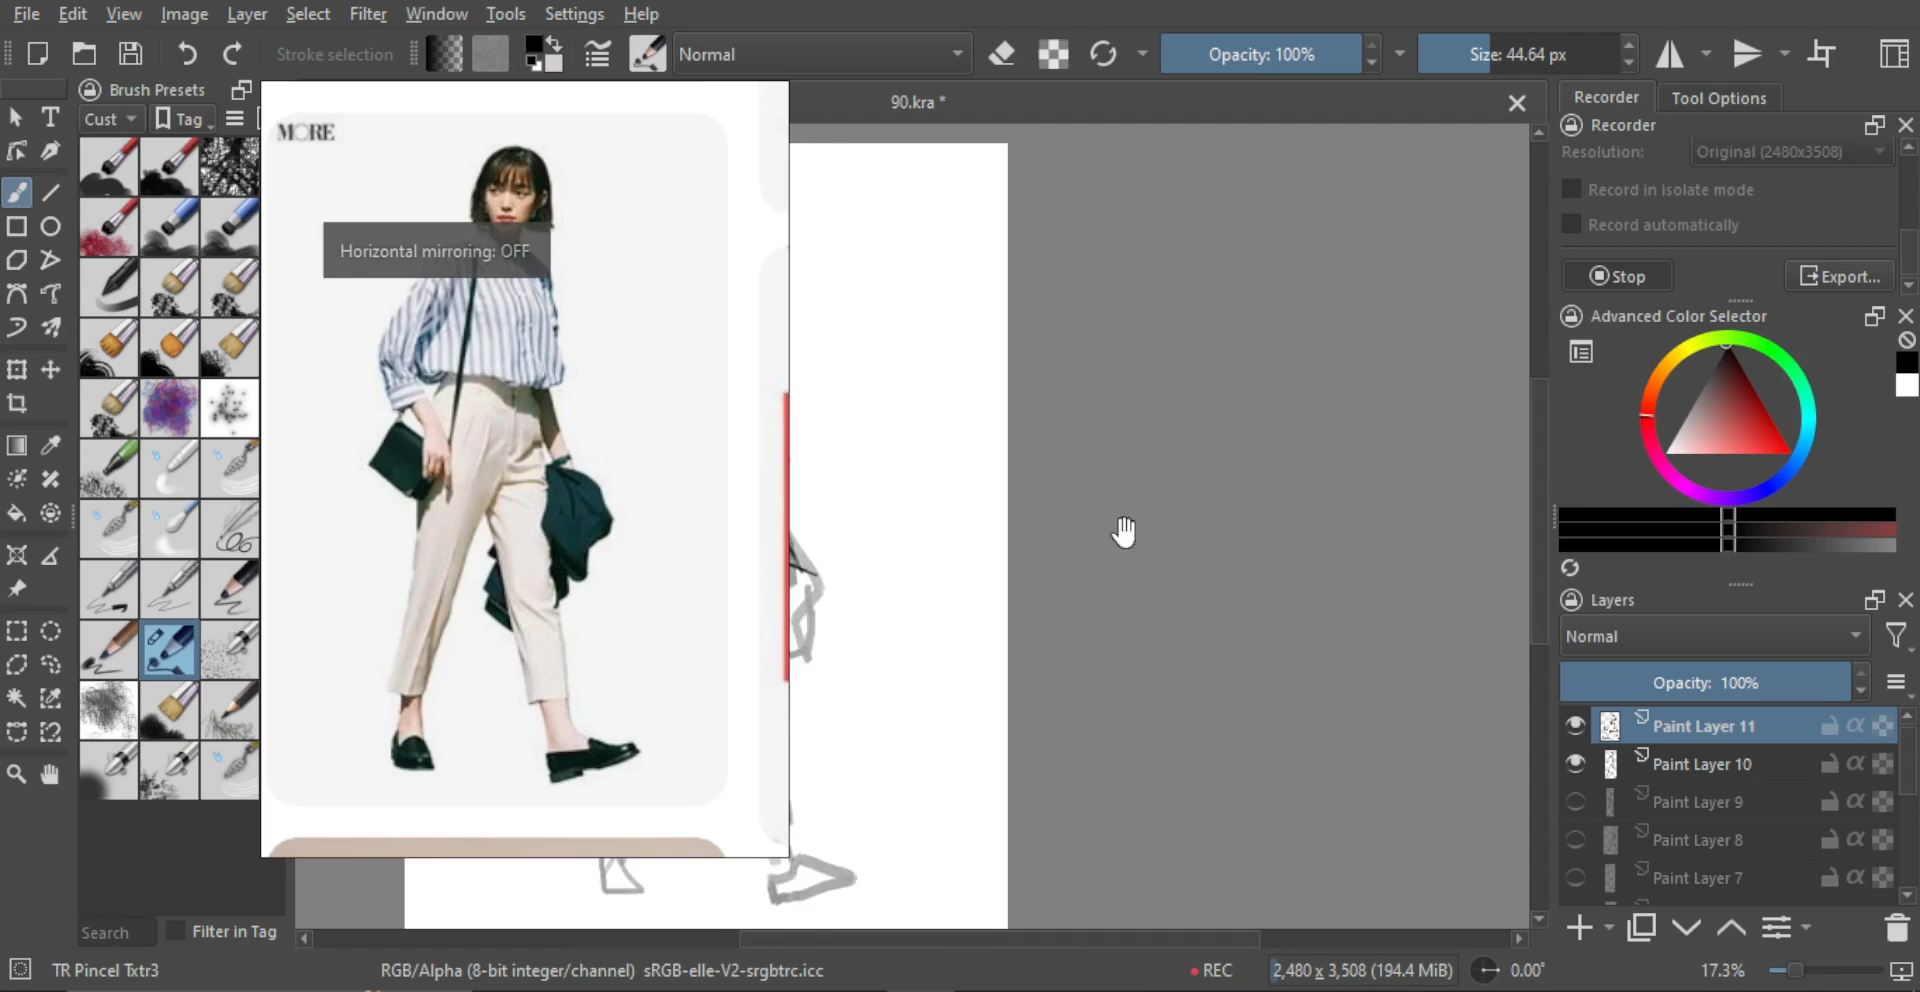 File Edit View Image Layer Select Filter Window Tools Settings Help
Stroke selection Normal Opacity: 100% Size: 44.64 px
Brush Presets
Cust Tag
90.kra *
MORE
Horizontal mirroring: OFF
Recorder Tool Options
Recorder
Resolution: Original (2480x3508)
Record in isolate mode
Record automatically
Stop Export...
Advanced Color Selector
Layers
Normal
Opacity: 100%
Paint Layer 11
Paint Layer 10
Paint Layer 9
Paint Layer 8
Paint Layer 7
Search Filter in Tag
TR Pincel Txtr3 RGB/Alpha (8-bit integer/channel) sRGB-elle-V2-srgbtrc.icc REC 2,480 x 3,508 (194.4 MiB) 0.00° 17.3%